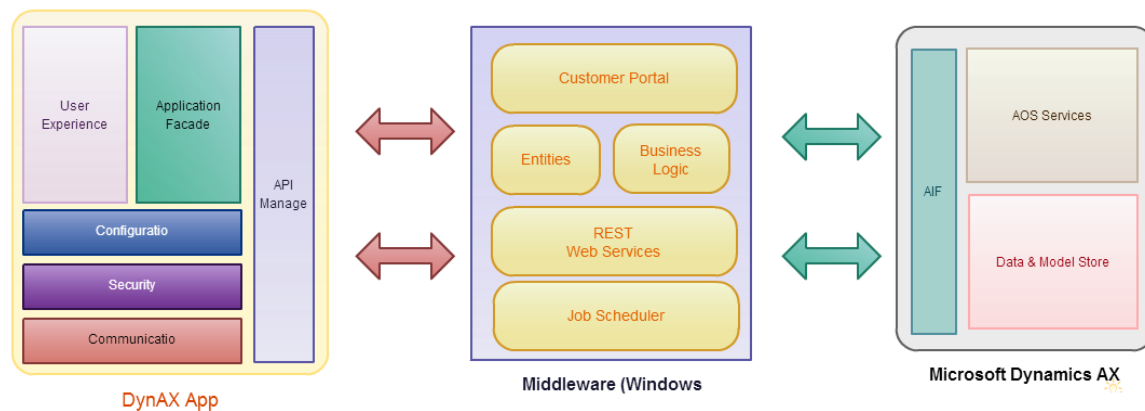 User
Experience
Application
Facade
API
Manage
Configuratio
Security
Communicatio
DynAX App
Customer Portal
Entities
Business
Logic
REST
Web Services
Job Scheduler
Middleware (Windows
AIF
AOS Services
Data & Model Store
Microsoft Dynamics AX